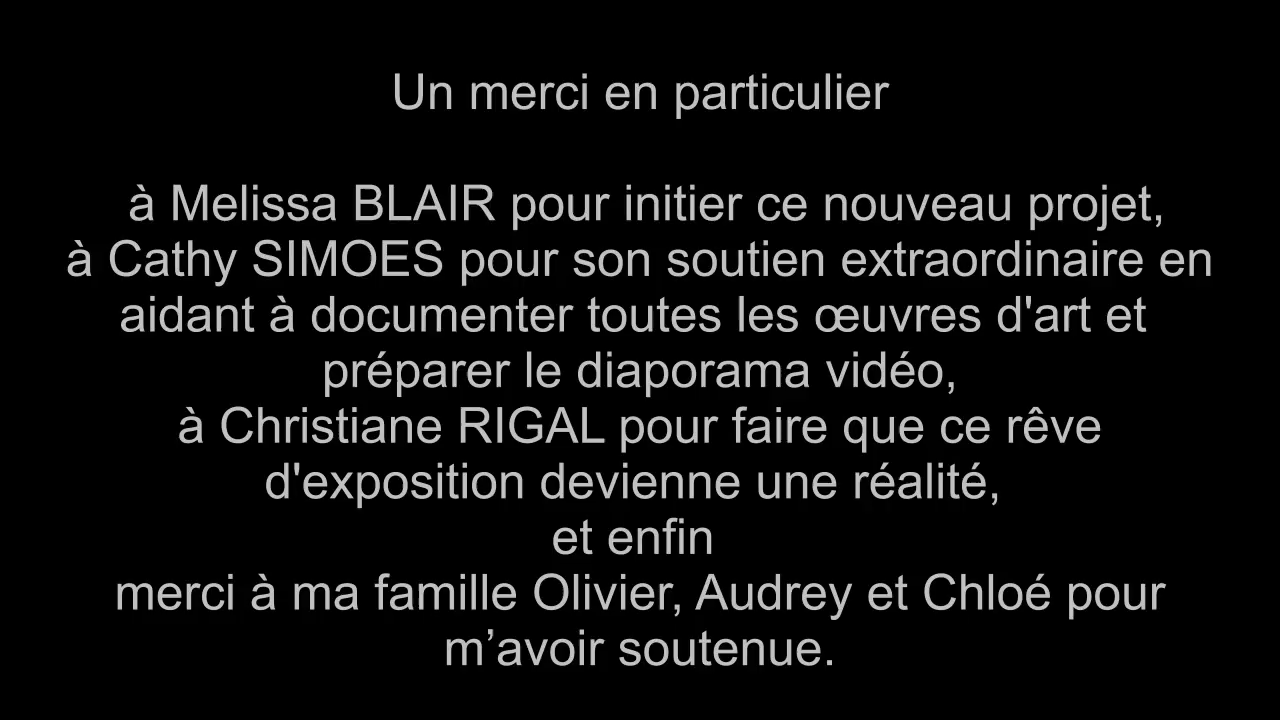 Un merci en particulier
à Melissa BLAIR pour initier ce nouveau projet,
à Cathy SIMOES pour son soutien extraordinaire en
aidant à documenter toutes les œuvres d'art et
préparer le diaporama vidéo,
à Christiane RIGAL pour faire que ce rêve
d'exposition devienne une réalité,
et enfin
merci à ma famille Olivier, Audrey et Chloé pour
m’avoir soutenue.